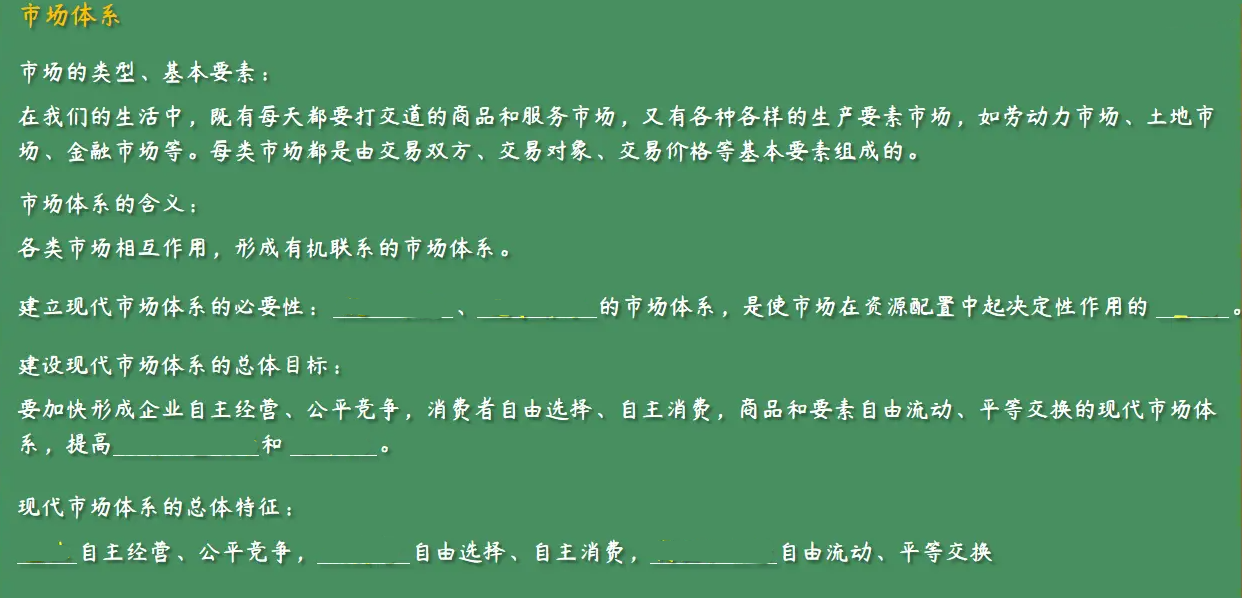 市场体系
市场的类型、基本要素：
在我们的生活中，既有每天都要打交道的商品和服务市场，又有各种各样的生产要素市场，如劳动力市场、土地市
场、金融市场等。每类市场都是由交易双方、交易对象、交易价格等基本要素组成的。
市场体系的含义：
各类市场相互作用，形成有机联系的市场体系。
建立现代市场体系的必要性：__________、__________的市场体系，是使市场在资源配置中起决定性作用的 ______。
建设现代市场体系的总体目标：
要加快形成企业自主经营、公平竞争，消费者自由选择、自主消费，商品和要素自由流动、平等交换的现代市场体
系，提高____________和 _______。
现代市场体系的总体特征：
_____自主经营、公平竞争，________自由选择、自主消费，__________自由流动、平等交换